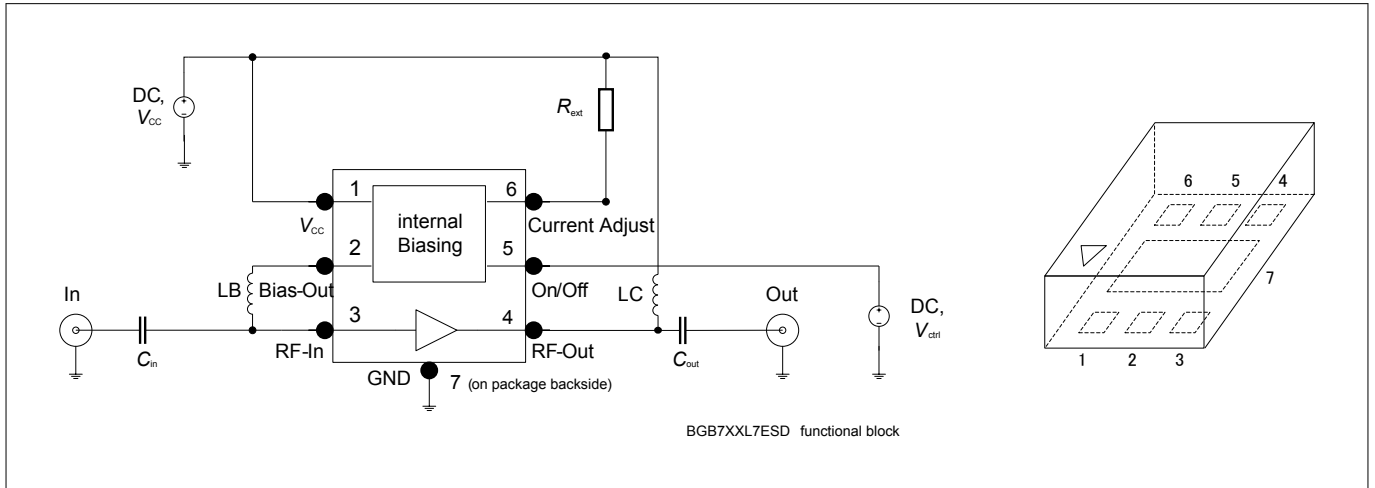 DC,
VCC
Rext
1
6
internal
Biasing
VCC
Current Adjust
2
5
LB
Bias-Out
On/Off
LC
In
Out
3
4
DC,
Vctrl
Cin
RF-In
RF-Out
Cout
GND
7 (on package backside)
BGB7XXL7ESD functional block
6 5 4
7
1 2 3